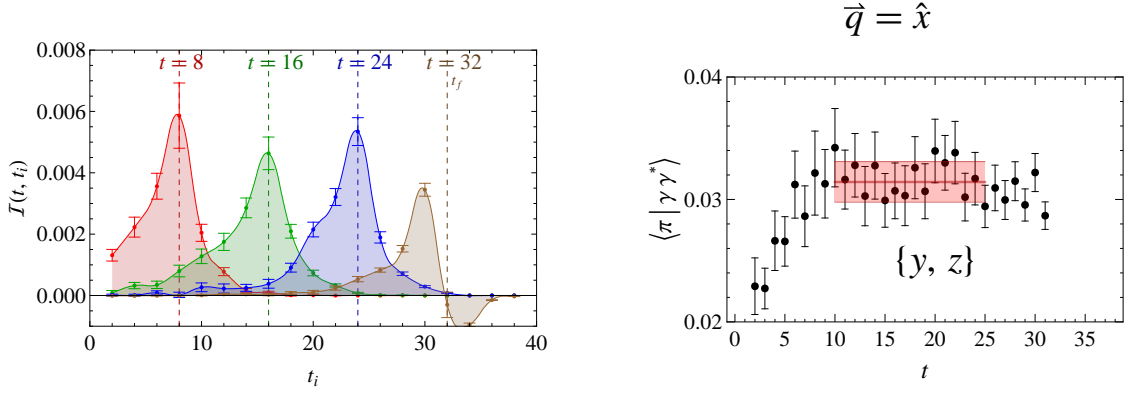 q⃗ = x̂
t = 8
t = 16
t = 24
t = 32
t_f
0.008
0.006
0.004
0.002
0.000
0
10
20
30
40
I(t, t_i)
t_i
0.04
0.03
0.02
0
5
10
15
20
25
30
35
⟨π | γ γ*⟩
{y, z}
t